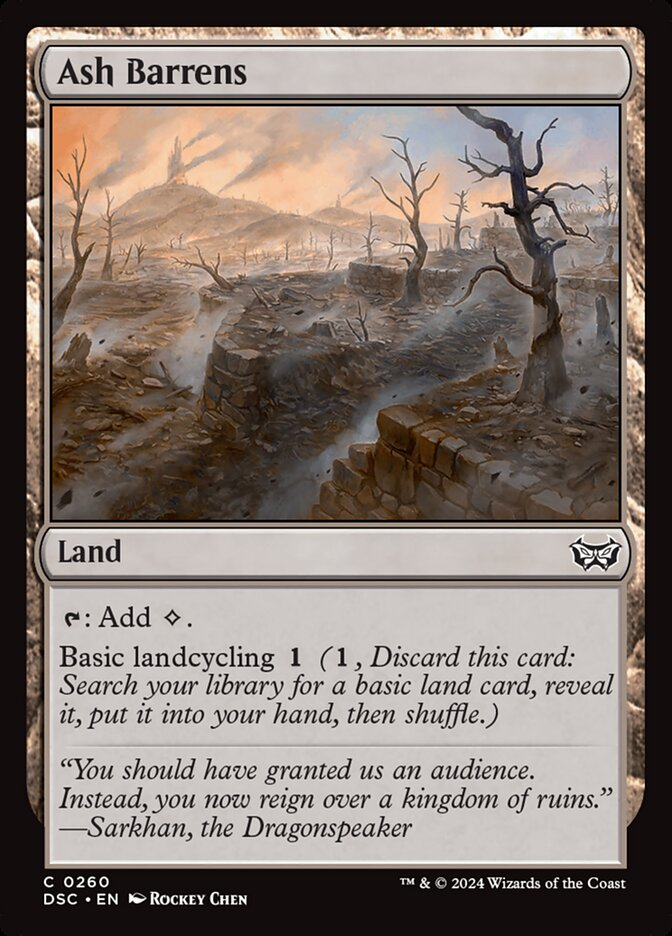 Ash Barrens
Land
: Add .
Basic landcycling 1 (1, Discard this card:
Search your library for a basic land card, reveal
it, put it into your hand, then shuffle.)
“You should have granted us an audience.
Instead, you now reign over a kingdom of ruins.”
—Sarkhan, the Dragonspeaker
C 0260
DSC • EN Rockey Chen
™ & © 2024 Wizards of the Coast